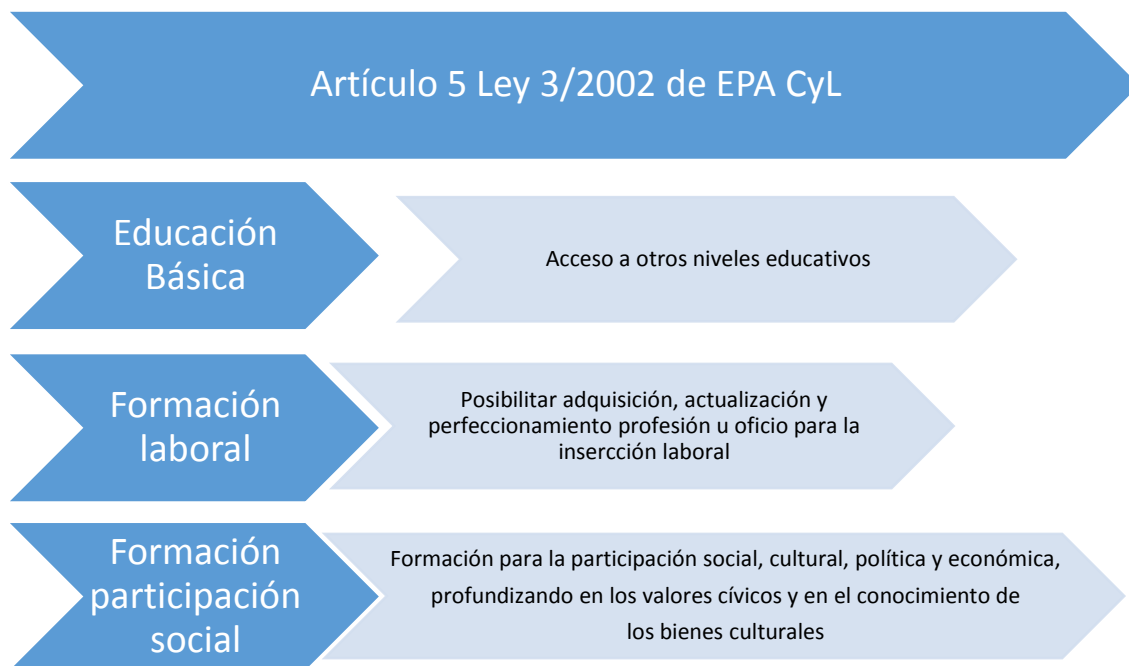 Artículo 5 Ley 3/2002 de EPA CyL
Educación
Básica
Acceso a otros niveles educativos
Formación
laboral
Posibilitar adquisición, actualización y
perfeccionamiento profesión u oficio para la
insercción laboral
Formación
participación
social
Formación para la participación social, cultural, política y económica,
profundizando en los valores cívicos y en el conocimiento de
los bienes culturales